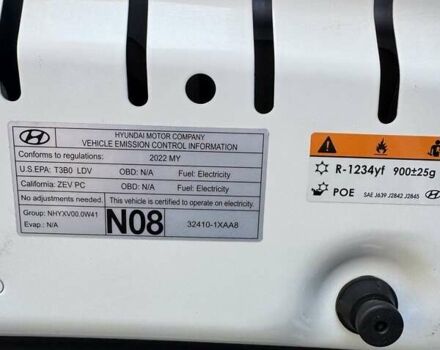 HYUNDAI MOTOR COMPANY
VEHICLE EMISSION CONTROL INFORMATION
Conforms to regulations: 2022 MY
U.S.EPA: T3B0 LDV OBD: N/A Fuel: Electricity
California: ZEV PC OBD: N/A Fuel: Electricity
No adjustments needed. This vehicle is certified to operate on electricity.
Group: NHYXV00.0W41
Evap.: N/A
N08
32410-1XAA8
R-1234yf 900±25g
POE SAE J639 J2842 J2845